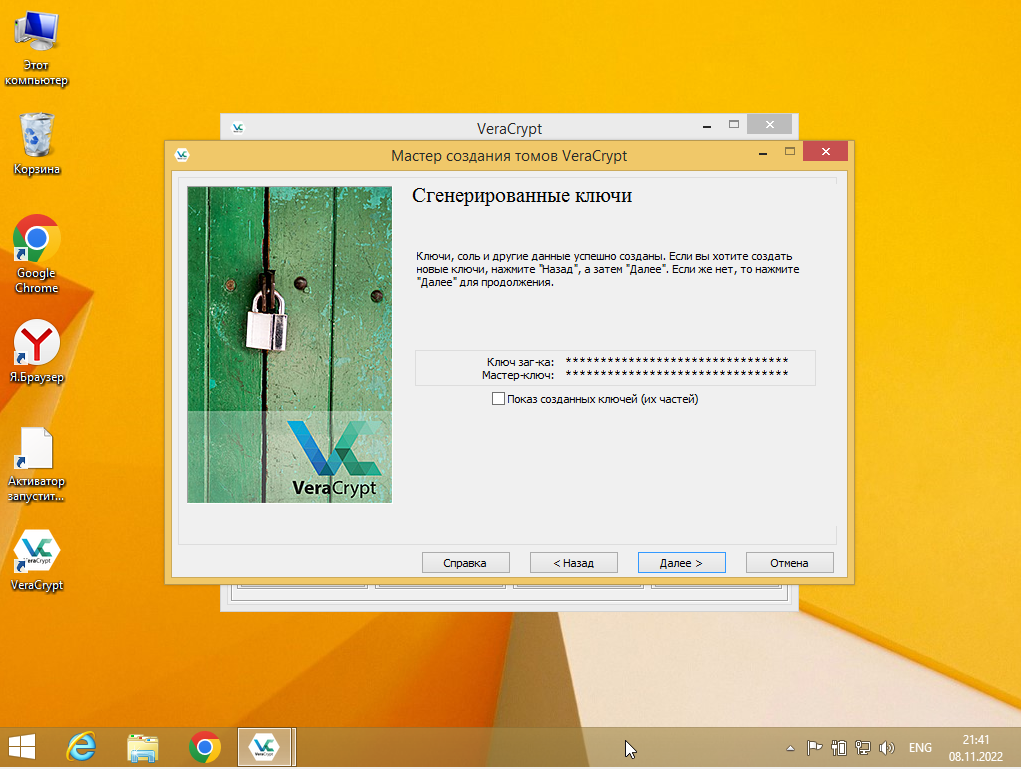 Этот
компьютер
Корзина
Google
Chrome
Я.Браузер
Активатор
запустит...
VeraCrypt
VeraCrypt
Мастер создания томов VeraCrypt
Сгенерированные ключи
Ключи, соль и другие данные успешно созданы. Если вы хотите создать
новые ключи, нажмите "Назад", а затем "Далее". Если же нет, то нажмите
"Далее" для продолжения.
Ключ заг-ка: ********************************
Мастер-ключ: ********************************
Показ созданных ключей (их частей)
VeraCrypt
Справка
< Назад
Далее >
Отмена
ENG
21:41
08.11.2022